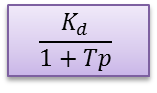 K_d
1 + Tp